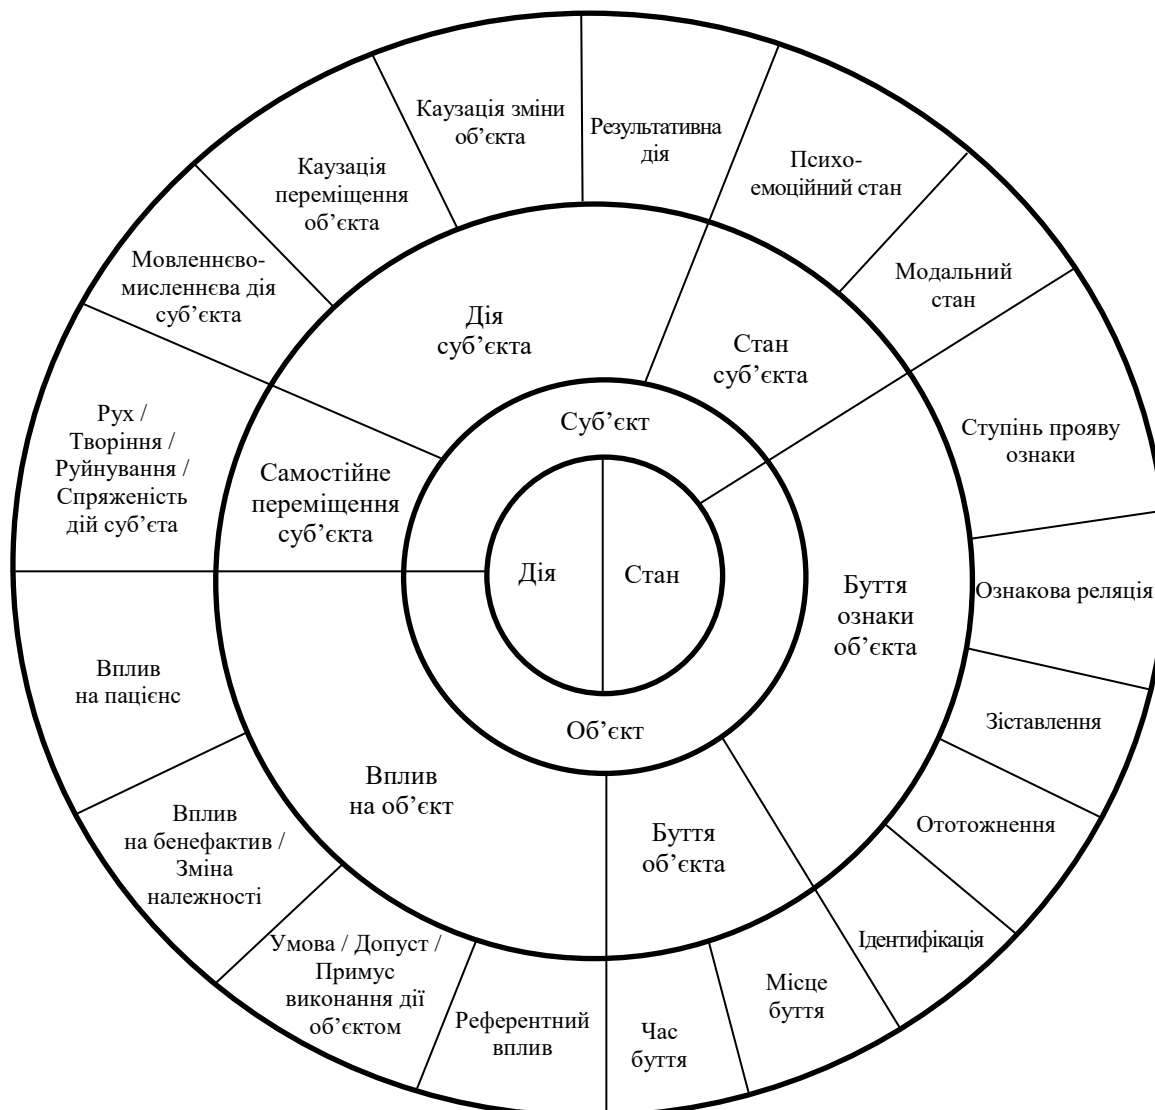 Каузація зміни
об’єкта
Результативна
дія
Психо-
емоційний стан
Модальний
стан
Каузація
переміщення
об’єкта
Мовленнєво-
мисленнєва дія
суб’єкта
Рух /
Творіння /
Руйнування /
Спряженість
дій суб’єта
Дія
суб’єкта
Стан
суб’єкта
Самостійне
переміщення
суб’єкта
Суб’єкт
Дія
Стан
Об’єкт
Буття
ознаки
об’єкта
Вплив
на об’єкт
Буття
об’єкта
Ступінь прояву
ознаки
Ознакова реляція
Зіставлення
Ототожнення
Ідентифікація
Місце
буття
Час
буття
Референтний
вплив
Умова / Допуст /
Примус
виконання дії
об’єктом
Вплив
на бенефактив /
Зміна
належності
Вплив
на пацієнс